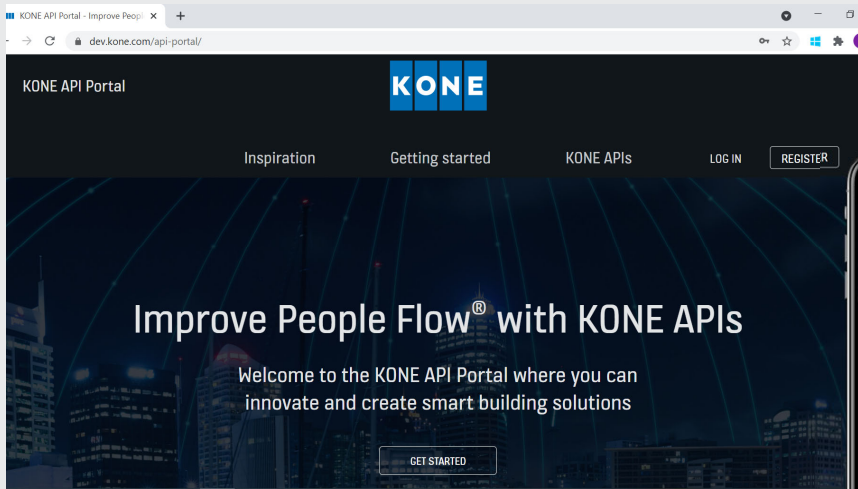 KONE API Portal - Improve Peopl
dev.kone.com/api-portal/
KONE API Portal
KONE
Inspiration
Getting started
KONE APIs
LOG IN
REGISTER
Improve People Flow® with KONE APIs
Welcome to the KONE API Portal where you can
innovate and create smart building solutions
GET STARTED